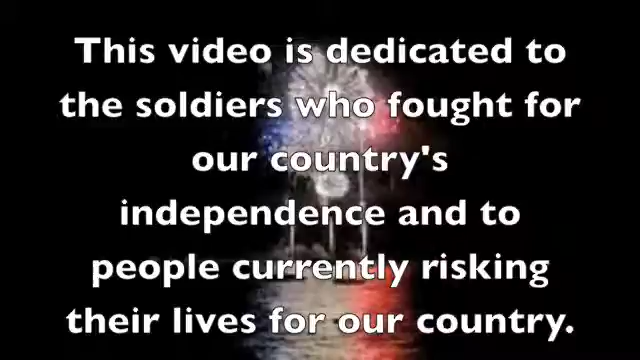 This video is dedicated to
the soldiers who fought for
our country's
independence and to
people currently risking
their lives for our country.